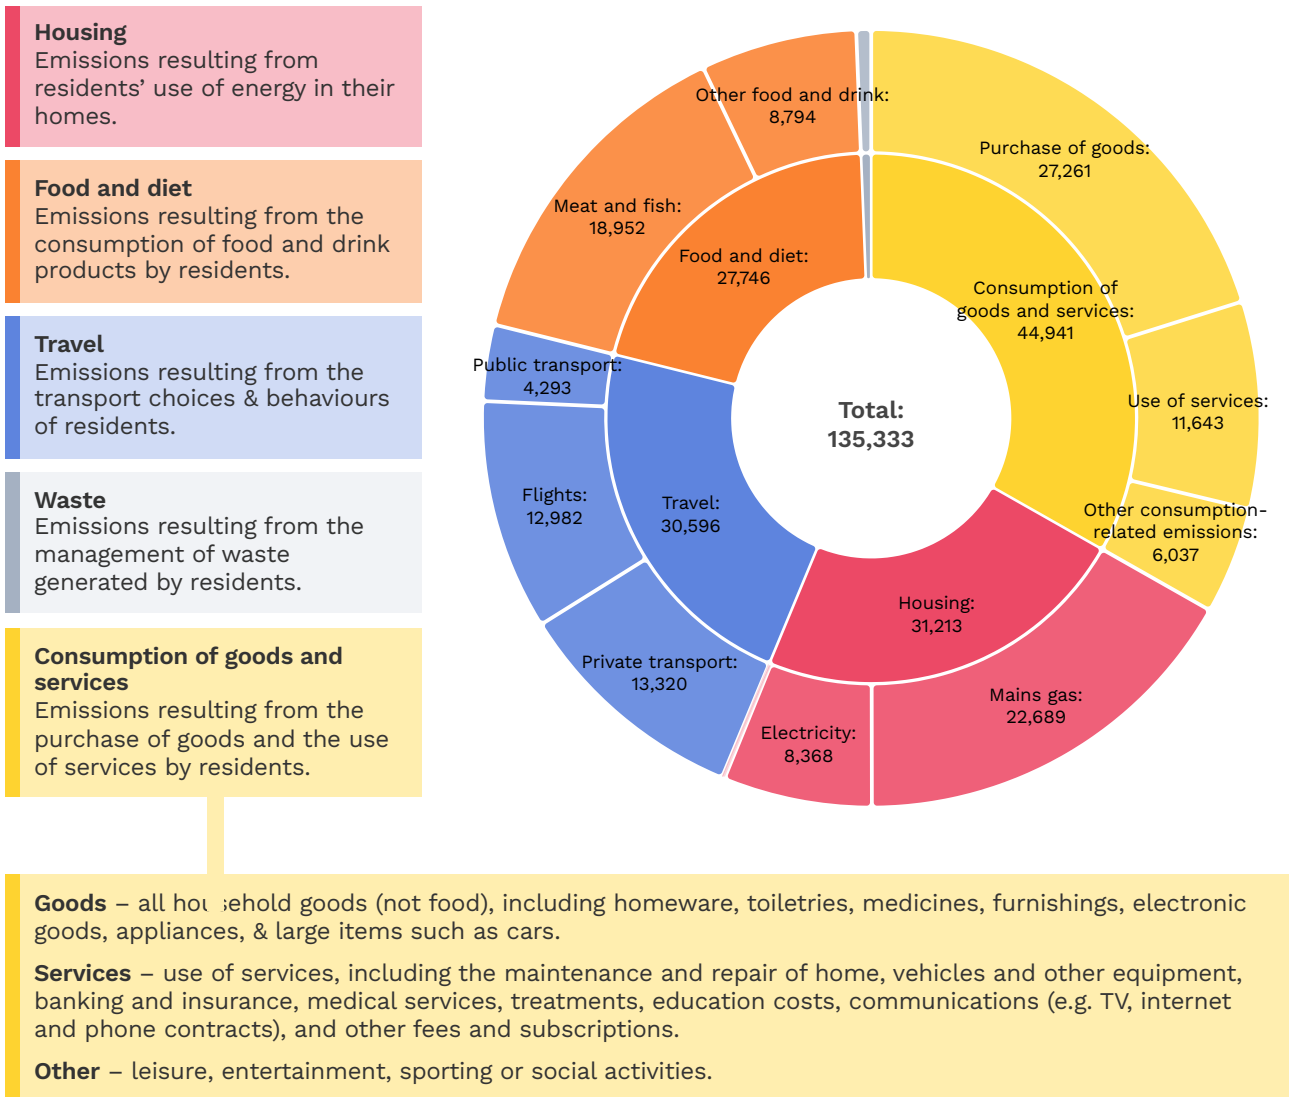 Housing
Emissions resulting from
residents’ use of energy in their
homes.
Food and diet
Emissions resulting from the
consumption of food and drink
products by residents.
Travel
Emissions resulting from the
transport choices & behaviours
of residents.
Waste
Emissions resulting from the
management of waste
generated by residents.
Consumption of goods and
services
Emissions resulting from the
purchase of goods and the use
of services by residents.
Other food and drink:
8,794
Purchase of goods:
27,261
Meat and fish:
18,952
Food and diet:
27,746
Consumption of
goods and services:
44,941
Public transport:
4,293
Use of services:
11,643
Total:
135,333
Flights:
12,982
Travel:
30,596
Other consumption-
related emissions:
6,037
Housing:
31,213
Private transport:
13,320
Mains gas:
22,689
Electricity:
8,368
Goods – all household goods (not food), including homeware, toiletries, medicines, furnishings, electronic
goods, appliances, & large items such as cars.
Services – use of services, including the maintenance and repair of home, vehicles and other equipment,
banking and insurance, medical services, treatments, education costs, communications (e.g. TV, internet
and phone contracts), and other fees and subscriptions.
Other – leisure, entertainment, sporting or social activities.